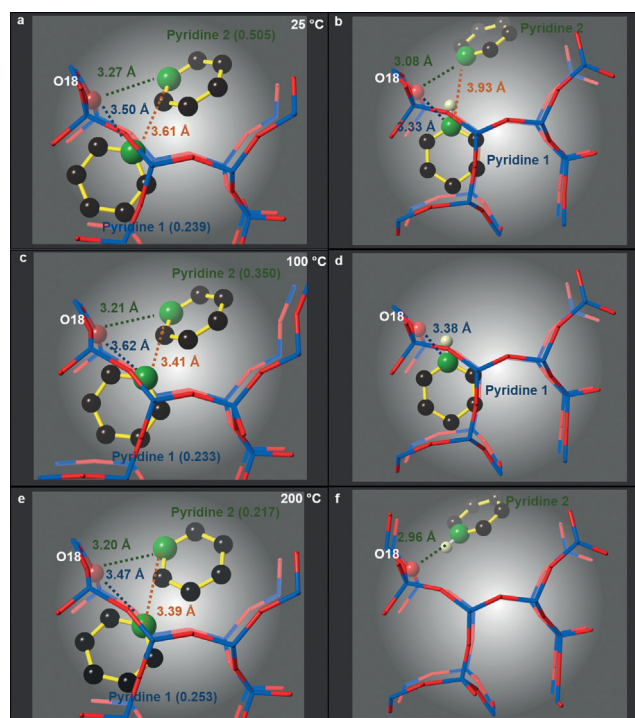 a
Pyridine 2 (0.505)
25 °C
O18
3.27 Å
3.50 Å
3.61 Å
Pyridine 1 (0.239)
b
Pyridine 2
O18
3.08 Å
3.93 Å
3.33 Å
Pyridine 1
c
100 °C
Pyridine 2 (0.350)
3.21 Å
O18
3.62 Å
3.41 Å
Pyridine 1 (0.233)
d
O18
3.38 Å
Pyridine 1
e
200 °C
Pyridine 2 (0.217)
3.20 Å
O18
3.47 Å
3.39 Å
Pyridine 1 (0.253)
f
Pyridine 2
2.96 Å
O18